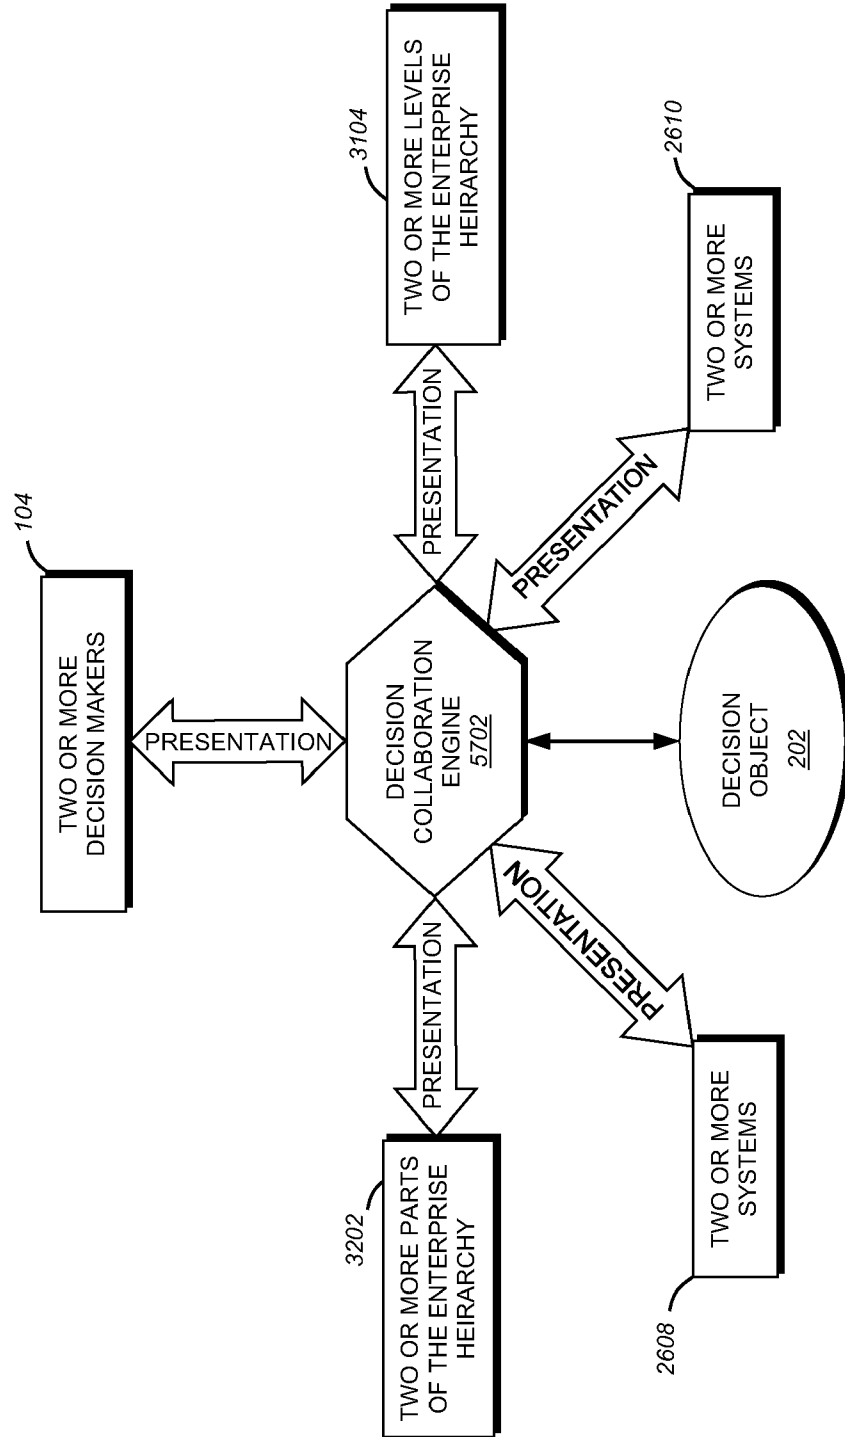 104
TWO OR MORE
DECISION MAKERS
PRESENTATION
3202
TWO OR MORE PARTS
OF THE ENTERPRISE
HEIRARCHY
PRESENTATION
DECISION
COLLABORATION
ENGINE
5702
PRESENTATION
3104
TWO OR MORE LEVELS
OF THE ENTERPRISE
HEIRARCHY
PRESENTATION
PRESENTATION
2608
TWO OR MORE
SYSTEMS
DECISION
OBJECT
202
2610
TWO OR MORE
SYSTEMS